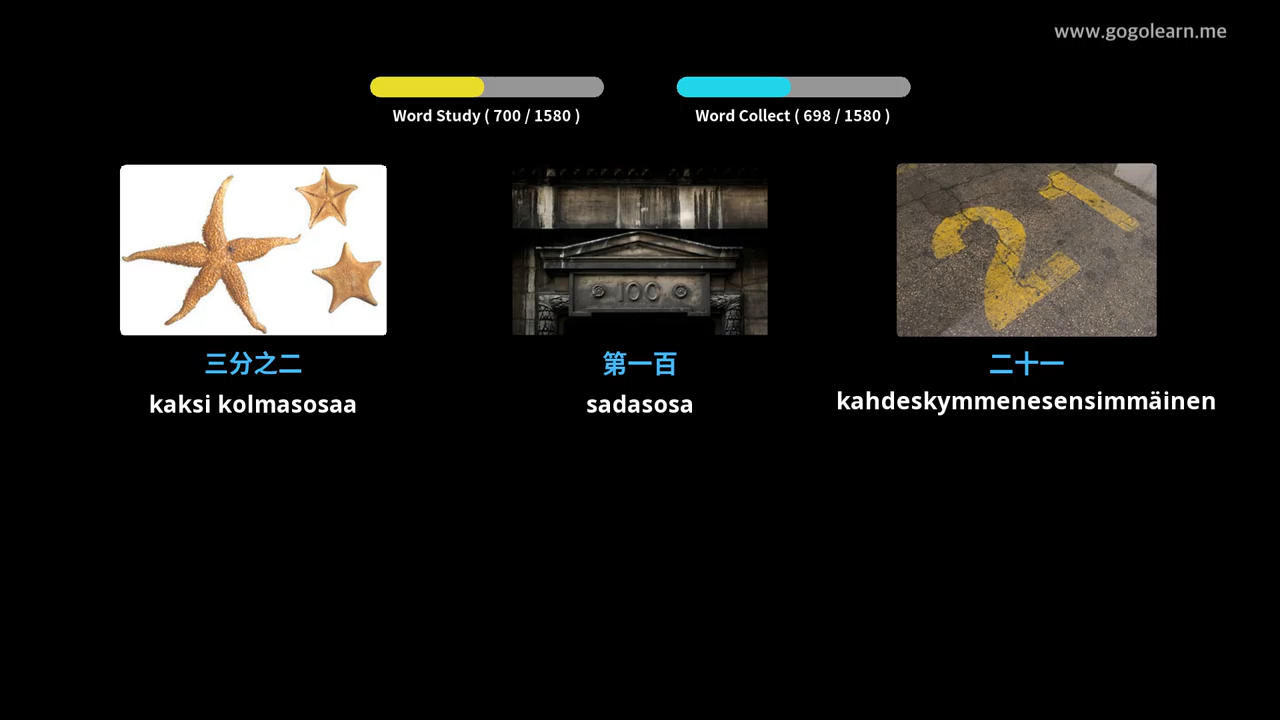 www.gogolearn.me
Word Study ( 700 / 1580 )
Word Collect ( 698 / 1580 )
100
21
三分之二
第一百
二十一
kaksi kolmasosaa
sadasosa
kahdeskymmenesensimmäinen